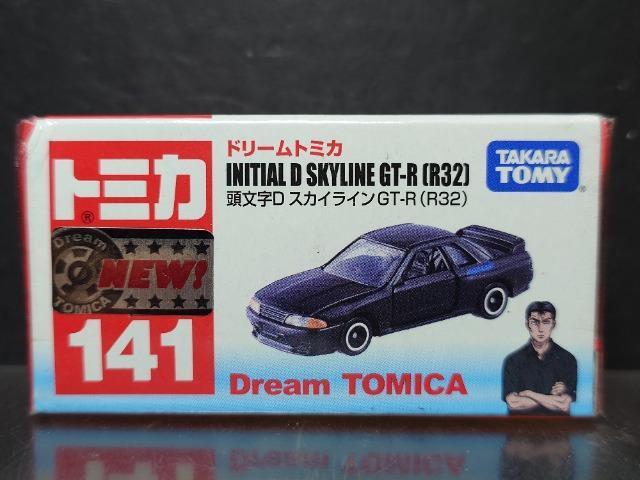 トミカ
®
Dream
NEW!
TOMICA
141
ドリームトミカ
INITIAL D SKYLINE GT-R (R32)
頭文字D スカイラインGT-R (R32)
TAKARA
TOMY
®
Dream TOMICA